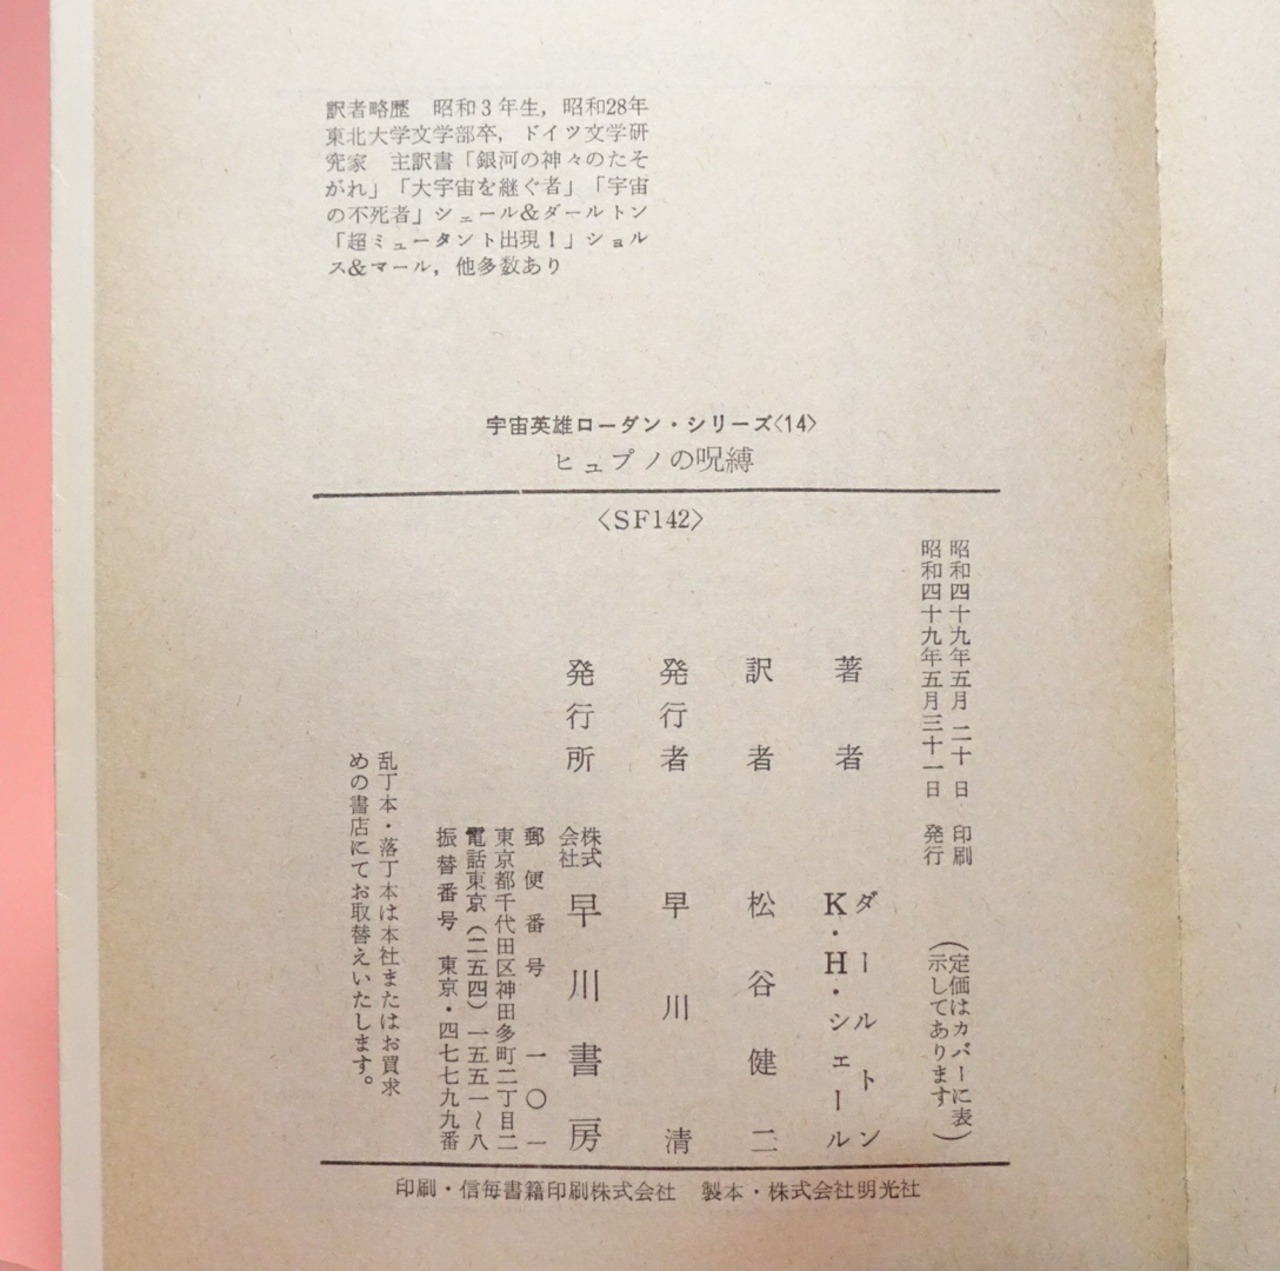 訳者略歴　昭和3年生，昭和28年
東北大学文学部卒，ドイツ文学研
究家　主訳書「銀河の神々のたそ
がれ」「大宇宙を継ぐ者」「宇宙
の不死者」シェール&ダールトン
「超ミュータント出現！」ショル
ス&マール，他多数あり
宇宙英雄ローダン・シリーズ〈14〉
ヒュプノの呪縛
〈SF142〉
昭和四十九年五月二十日　印刷
昭和四十九年五月三十一日　発行
（定価はカバーに表
示してあります）
著者　ダールトン
K・H・シェール
訳者　松谷健二
発行者　早川清
発行所　株式会社　早川書房
郵便番号　一〇一
東京都千代田区神田多町二丁目二
電話東京（二五四）一五五一〜八
振替番号　東京・四七七九九番
乱丁本・落丁本は本社またはお買求
めの書店にてお取替えいたします。
印刷・信毎書籍印刷株式会社　製本・株式会社明光社